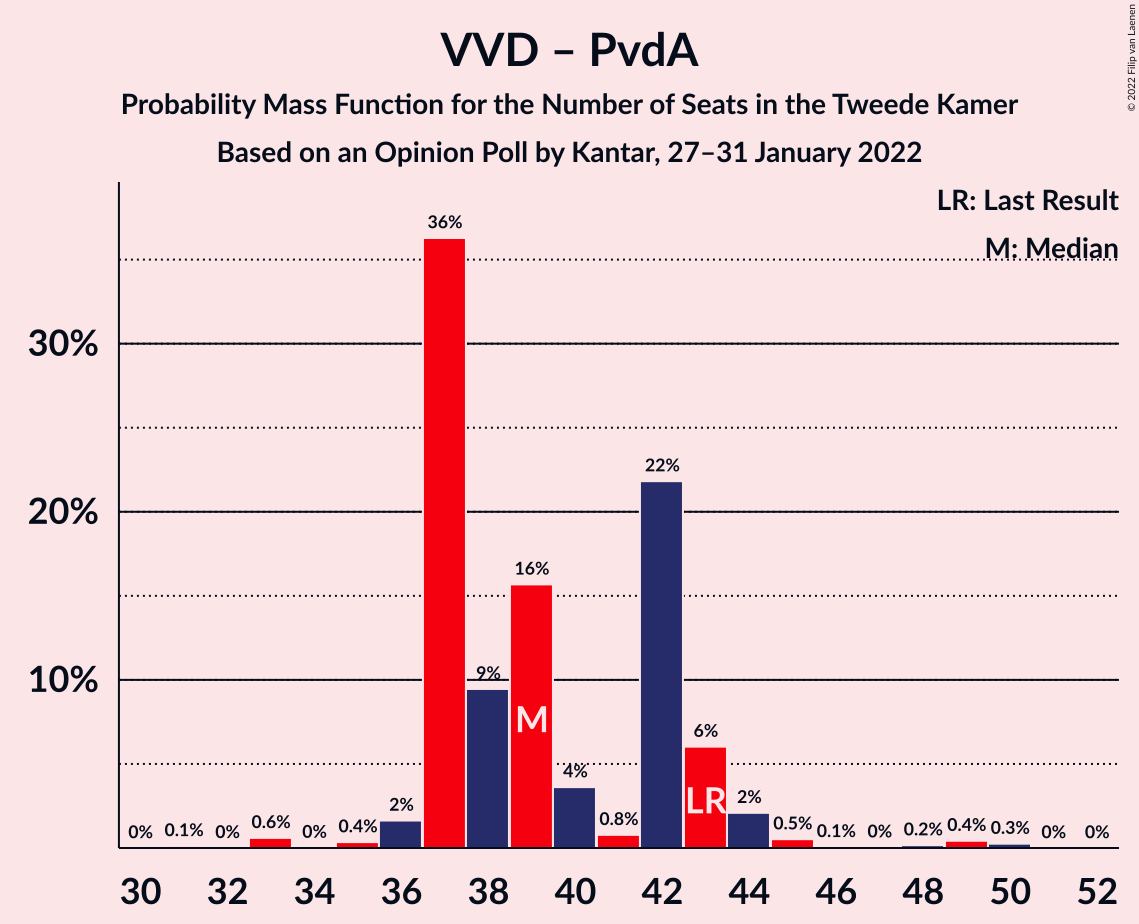 VVD – PvdA
Probability Mass Function for the Number of Seats in the Tweede Kamer
Based on an Opinion Poll by Kantar, 27–31 January 2022
© 2022 Filip van Laenen
LR: Last Result
M: Median
30%
20%
10%
0% 0.1% 0% 0.6% 0% 0.4% 2% 36% 9% 16% 4% 0.8% 22% 6% 2% 0.5% 0.1% 0% 0.2% 0.4% 0.3% 0% 0%
M
LR
30 32 34 36 38 40 42 44 46 48 50 52